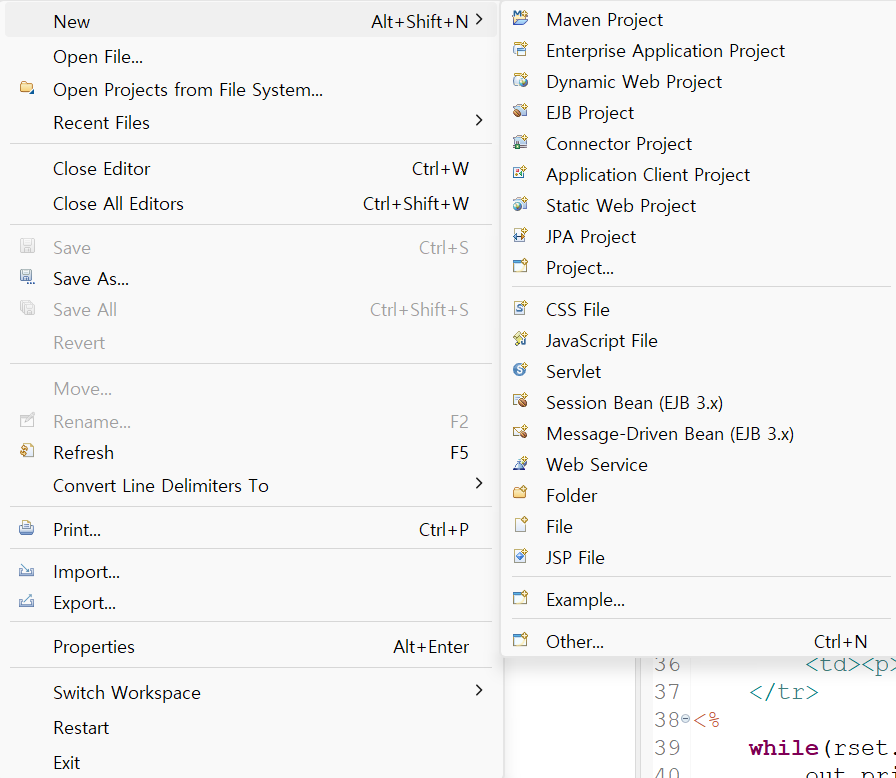 New Alt+Shift+N
Open File...
Open Projects from File System...
Recent Files
Close Editor Ctrl+W
Close All Editors Ctrl+Shift+W
Save Ctrl+S
Save As...
Save All Ctrl+Shift+S
Revert
Move...
Rename... F2
Refresh F5
Convert Line Delimiters To
Print... Ctrl+P
Import...
Export...
Properties Alt+Enter
Switch Workspace
Restart
Exit
Maven Project
Enterprise Application Project
Dynamic Web Project
EJB Project
Connector Project
Application Client Project
Static Web Project
JPA Project
Project...
CSS File
JavaScript File
Servlet
Session Bean (EJB 3.x)
Message-Driven Bean (EJB 3.x)
Web Service
Folder
File
JSP File
Example...
Other... Ctrl+N
36 <td><p>
37 </tr>
38 <%
39 while(rset.
40 out.pri